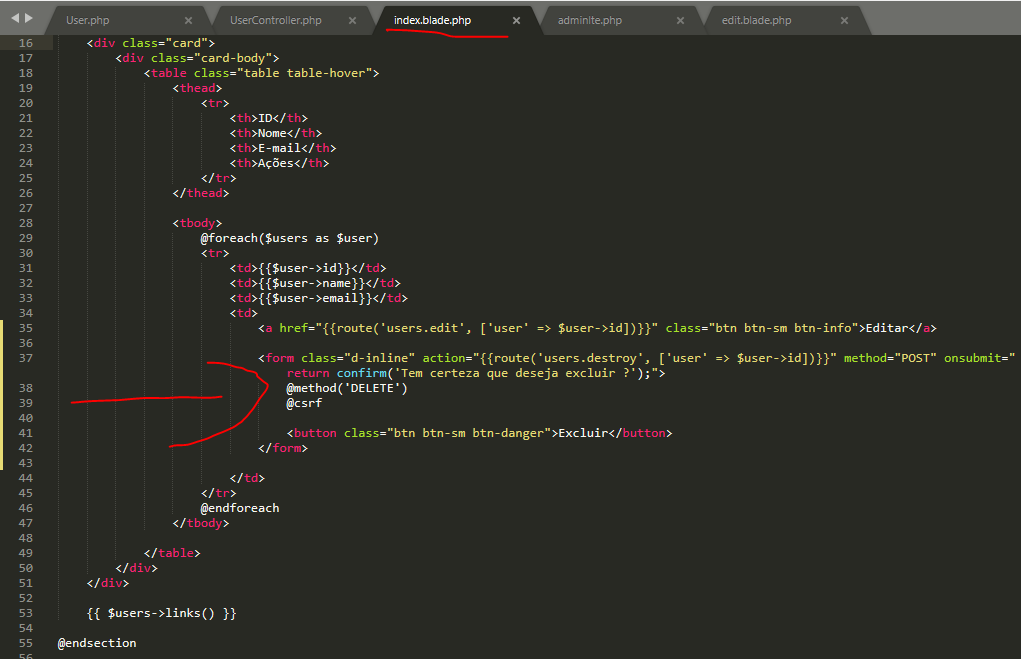 User.php × UserController.php × index.blade.php × adminlte.php × edit.blade.php ×
16 <div class="card">
17 <div class="card-body">
18 <table class="table table-hover">
19 <thead>
20 <tr>
21 <th>ID</th>
22 <th>Nome</th>
23 <th>E-mail</th>
24 <th>Ações</th>
25 </tr>
26 </thead>
27
28 <tbody>
29 @foreach($users as $user)
30 <tr>
31 <td>{{$user->id}}</td>
32 <td>{{$user->name}}</td>
33 <td>{{$user->email}}</td>
34 <td>
35 <a href="{{route('users.edit', ['user' => $user->id])}}" class="btn btn-sm btn-info">Editar</a>
36
37 <form class="d-inline" action="{{route('users.destroy', ['user' => $user->id])}}" method="POST" onsubmit="
return confirm('Tem certeza que deseja excluir ?');">
38 @method('DELETE')
39 @csrf
40
41 <button class="btn btn-sm btn-danger">Excluir</button>
42 </form>
43
44 </td>
45 </tr>
46 @endforeach
47 </tbody>
48
49 </table>
50 </div>
51 </div>
52
53 {{ $users->links() }}
54
55 @endsection
56